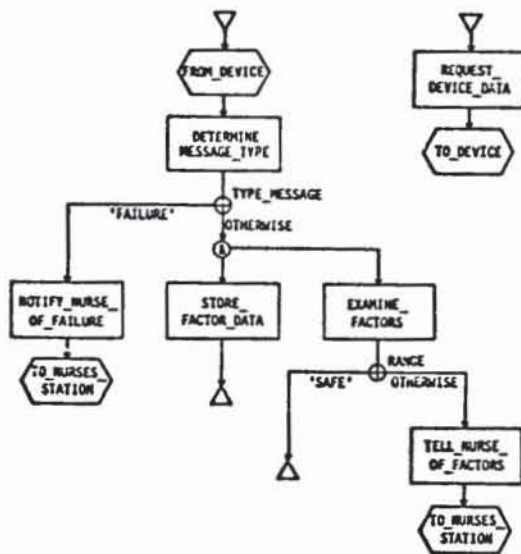 FROM_DEVICE
REQUEST_
DEVICE_DATA
DETERMINE
MESSAGE_TYPE
TO_DEVICE
TYPE_MESSAGE
"FAILURE"
OTHERWISE
&
NOTIFY_NURSE_
OF_FAILURE
STORE_
FACTOR_DATA
EXAMINE_
FACTORS
TO_NURSES_
STATION
RANGE
"SAFE"
OTHERWISE
TELL_NURSE_
OF_FACTORS
TO_NURSES_
STATION